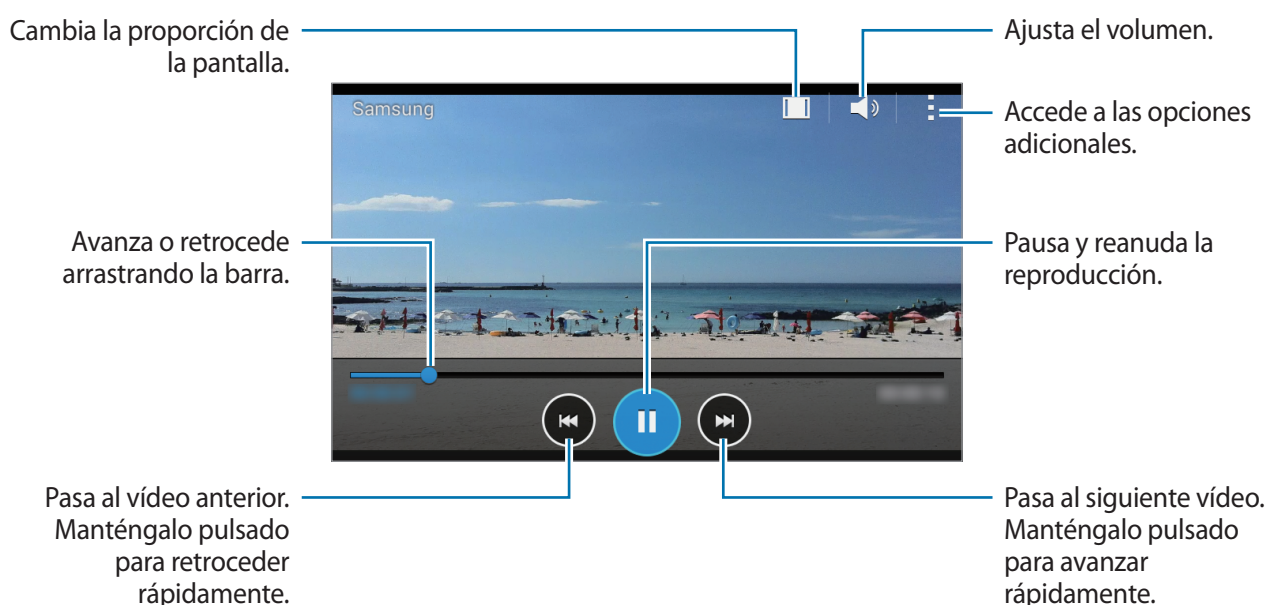 Cambia la proporción de
la pantalla.
Ajusta el volumen.
Samsung
Accede a las opciones
adicionales.
Avanza o retrocede
arrastrando la barra.
Pausa y reanuda la
reproducción.
Pasa al vídeo anterior.
Manténgalo pulsado
para retroceder
rápidamente.
Pasa al siguiente vídeo.
Manténgalo pulsado
para avanzar
rápidamente.